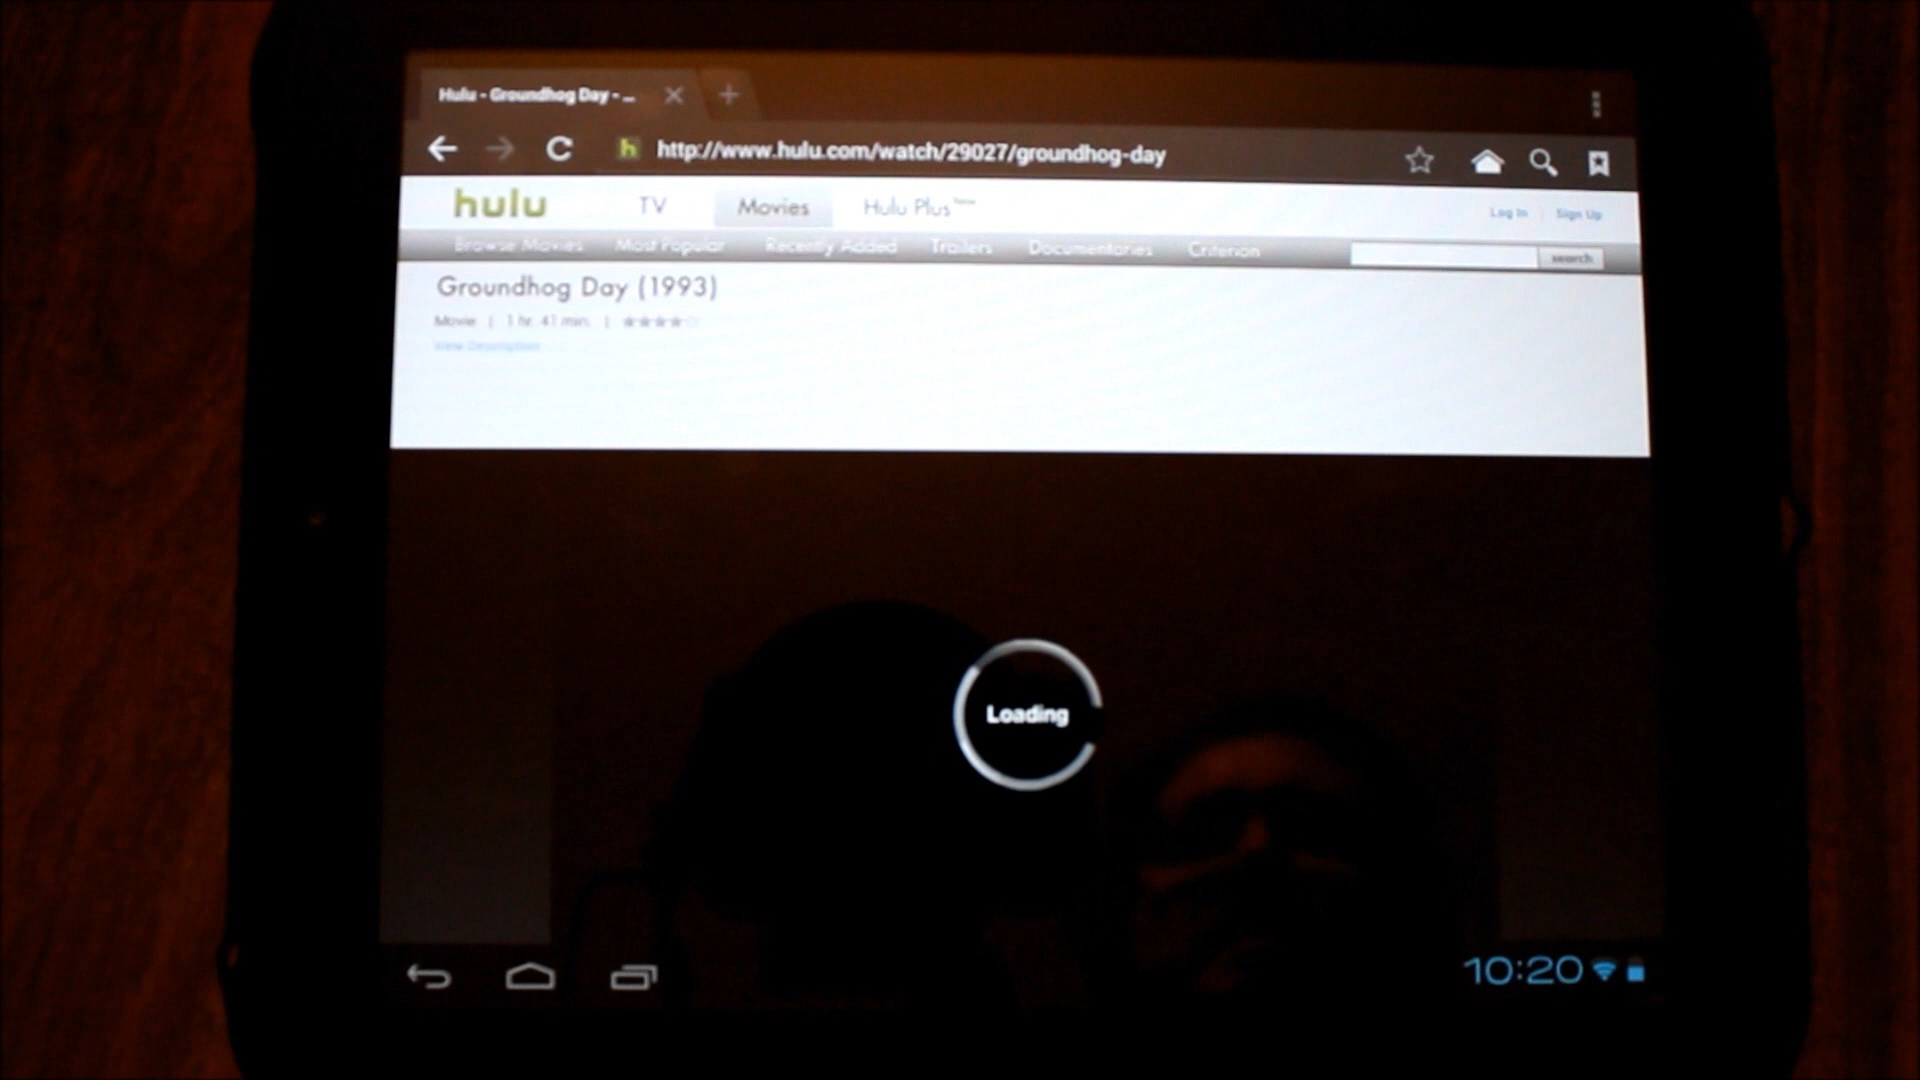 Hulu - Groundhog Day - ...
http://www.hulu.com/watch/29027/groundhog-day
hulu TV Movies Hulu Plus New Log In Sign Up
Browse Movies Most Popular Recently Added Trailers Documentaries Criterion search
Groundhog Day (1993)
Movie | 1 hr. 41 min. |
View Description
Loading
10:20